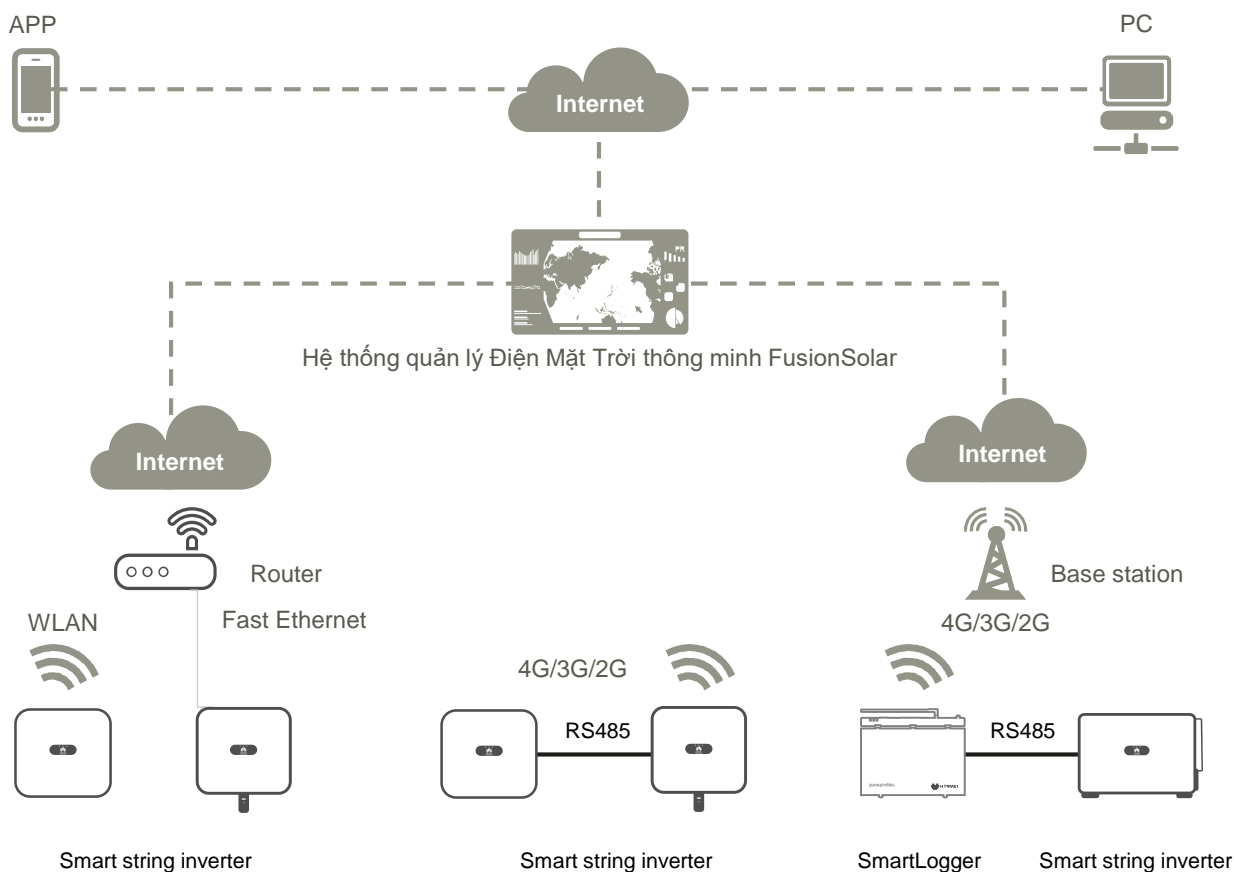 APP
PC
Internet
Hệ thống quản lý Điện Mặt Trời thông minh FusionSolar
Internet
Internet
Router
Base station
WLAN
Fast Ethernet
4G/3G/2G
4G/3G/2G
RS485
RS485
Smart string inverter
Smart string inverter
SmartLogger
Smart string inverter